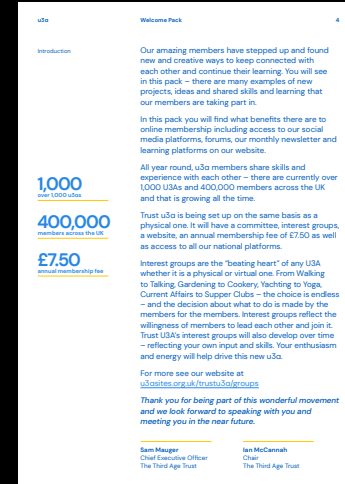 u3a
Welcome Pack
4
Introduction
Our amazing members have stepped up and found
new and creative ways to keep connected with
each other and continue their learning. You will see
in this pack – there are many examples of new
projects, ideas and shared skills and learning that
our members are taking part in.
In this pack you will find what benefits there are to
online membership including access to our social
media platforms, forums, our monthly newsletter and
learning platforms on our website.
All year round, u3a members share skills and
experience with each other – there are currently over
1,000 U3As and 400,000 members across the UK
and that is growing all the time.
1,000
over 1,000 u3as
400,000
members across the UK
£7.50
annual membership fee
Trust u3a is being set up on the same basis as a
physical one. It will have a committee, interest groups,
a website, an annual membership fee of £7.50 as well
as access to all our national platforms.
Interest groups are the “beating heart” of any U3A
whether it is a physical or virtual one. From Walking
to Talking, Gardening to Cookery, Yachting to Yoga,
Current Affairs to Supper Clubs – the choice is endless
– and the decision about what to do is made by the
members for the members. Interest groups reflect the
willingness of members to lead each other and join it.
Trust U3A’s interest groups will also develop over time
– reflecting your own input and skills. Your enthusiasm
and energy will help drive this new u3a.
For more see our website at
u3asites.org.uk/trustu3a/groups
Thank you for being part of this wonderful movement
and we look forward to speaking with you and
meeting you in the near future.
Sam Mauger
Chief Executive Officer
The Third Age Trust
Ian McCannah
Chair
The Third Age Trust